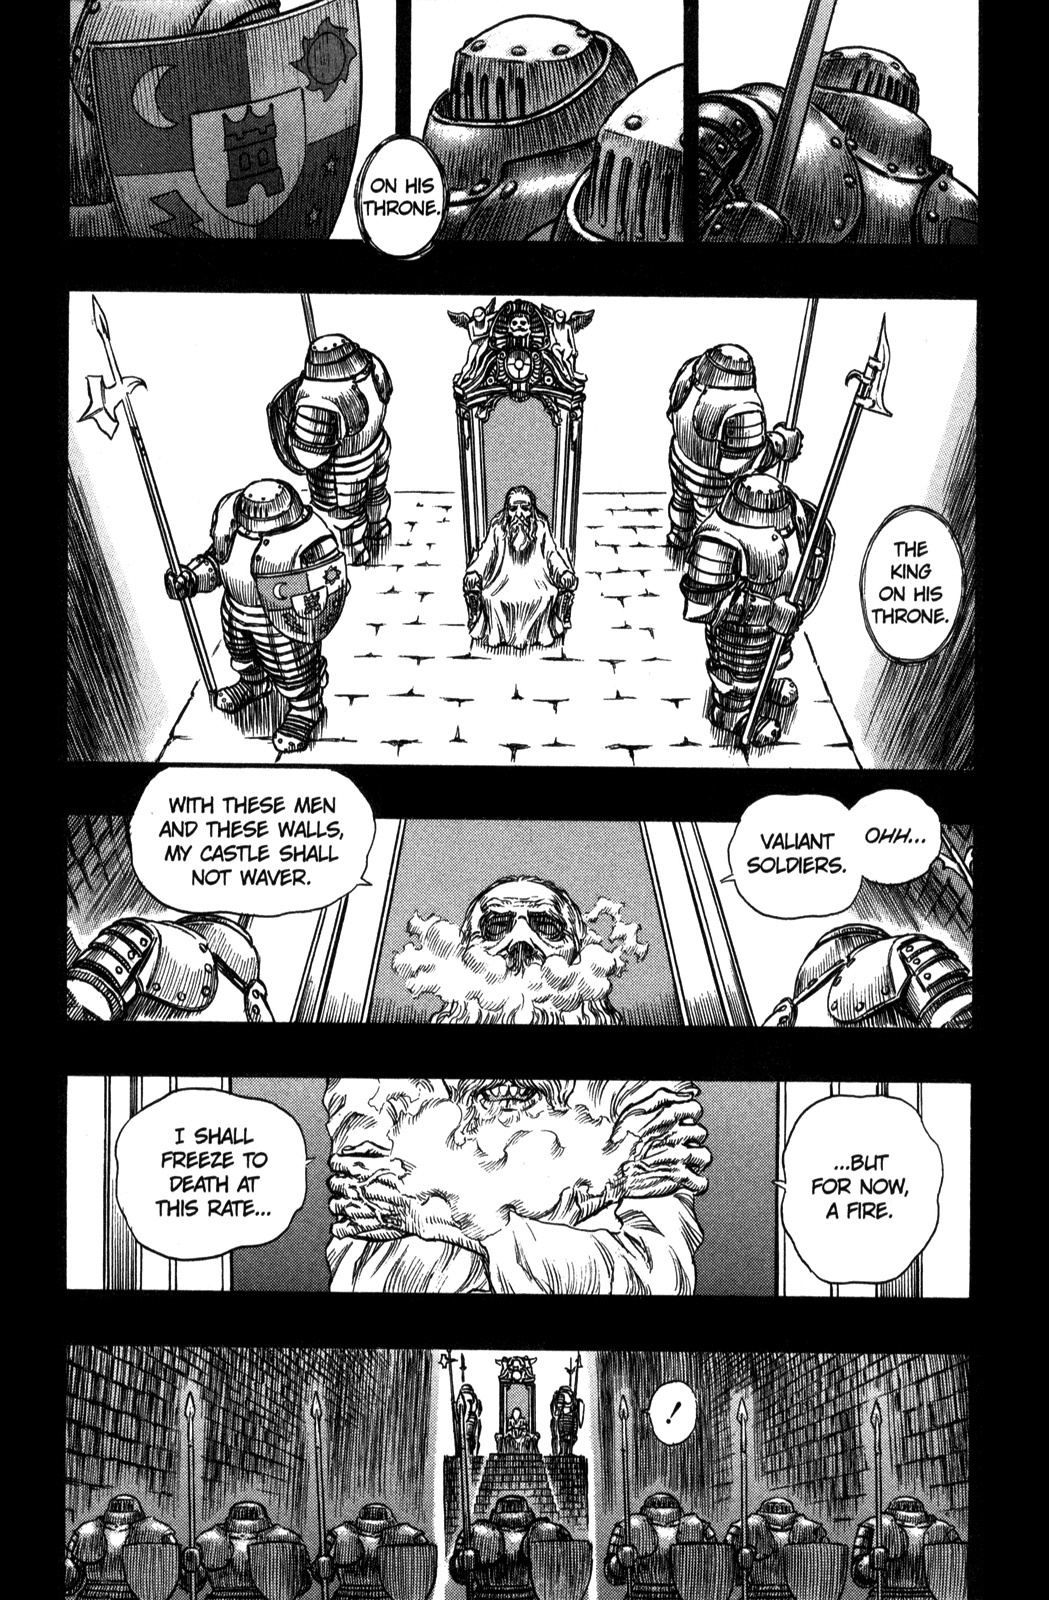 ON HIS
THRONE.
THE
KING
ON HIS
THRONE.
OHH...
VALIANT
SOLDIERS.
WITH THESE MEN
AND THESE WALLS,
MY CASTLE SHALL
NOT WAVER.
...BUT
FOR NOW,
A FIRE.
I SHALL
FREEZE TO
DEATH AT
THIS RATE...
!